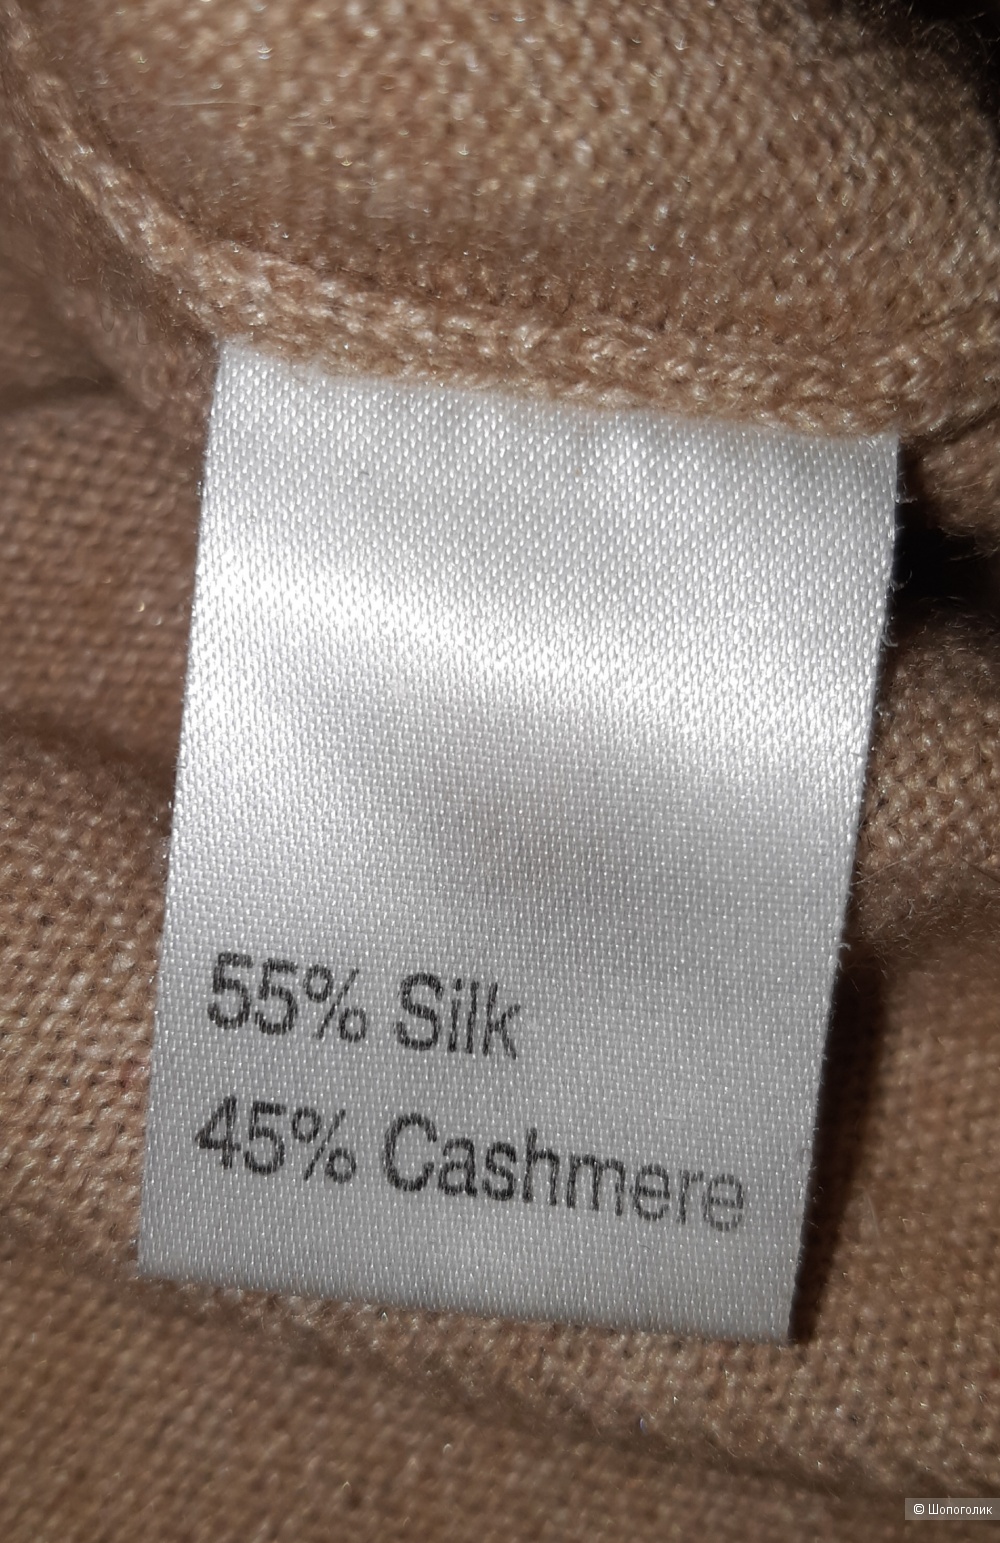 55% Silk
45% Cashmere
© Шопоголик